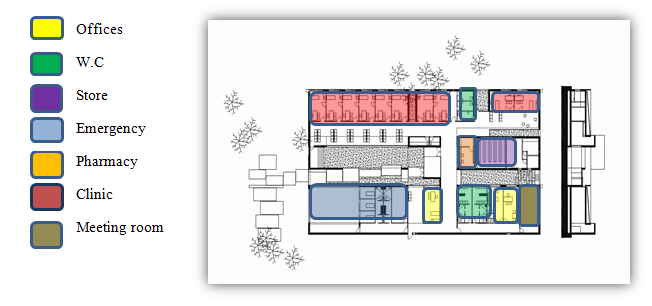 Offices
W.C
Store
Emergency
Pharmacy
Clinic
Meeting room